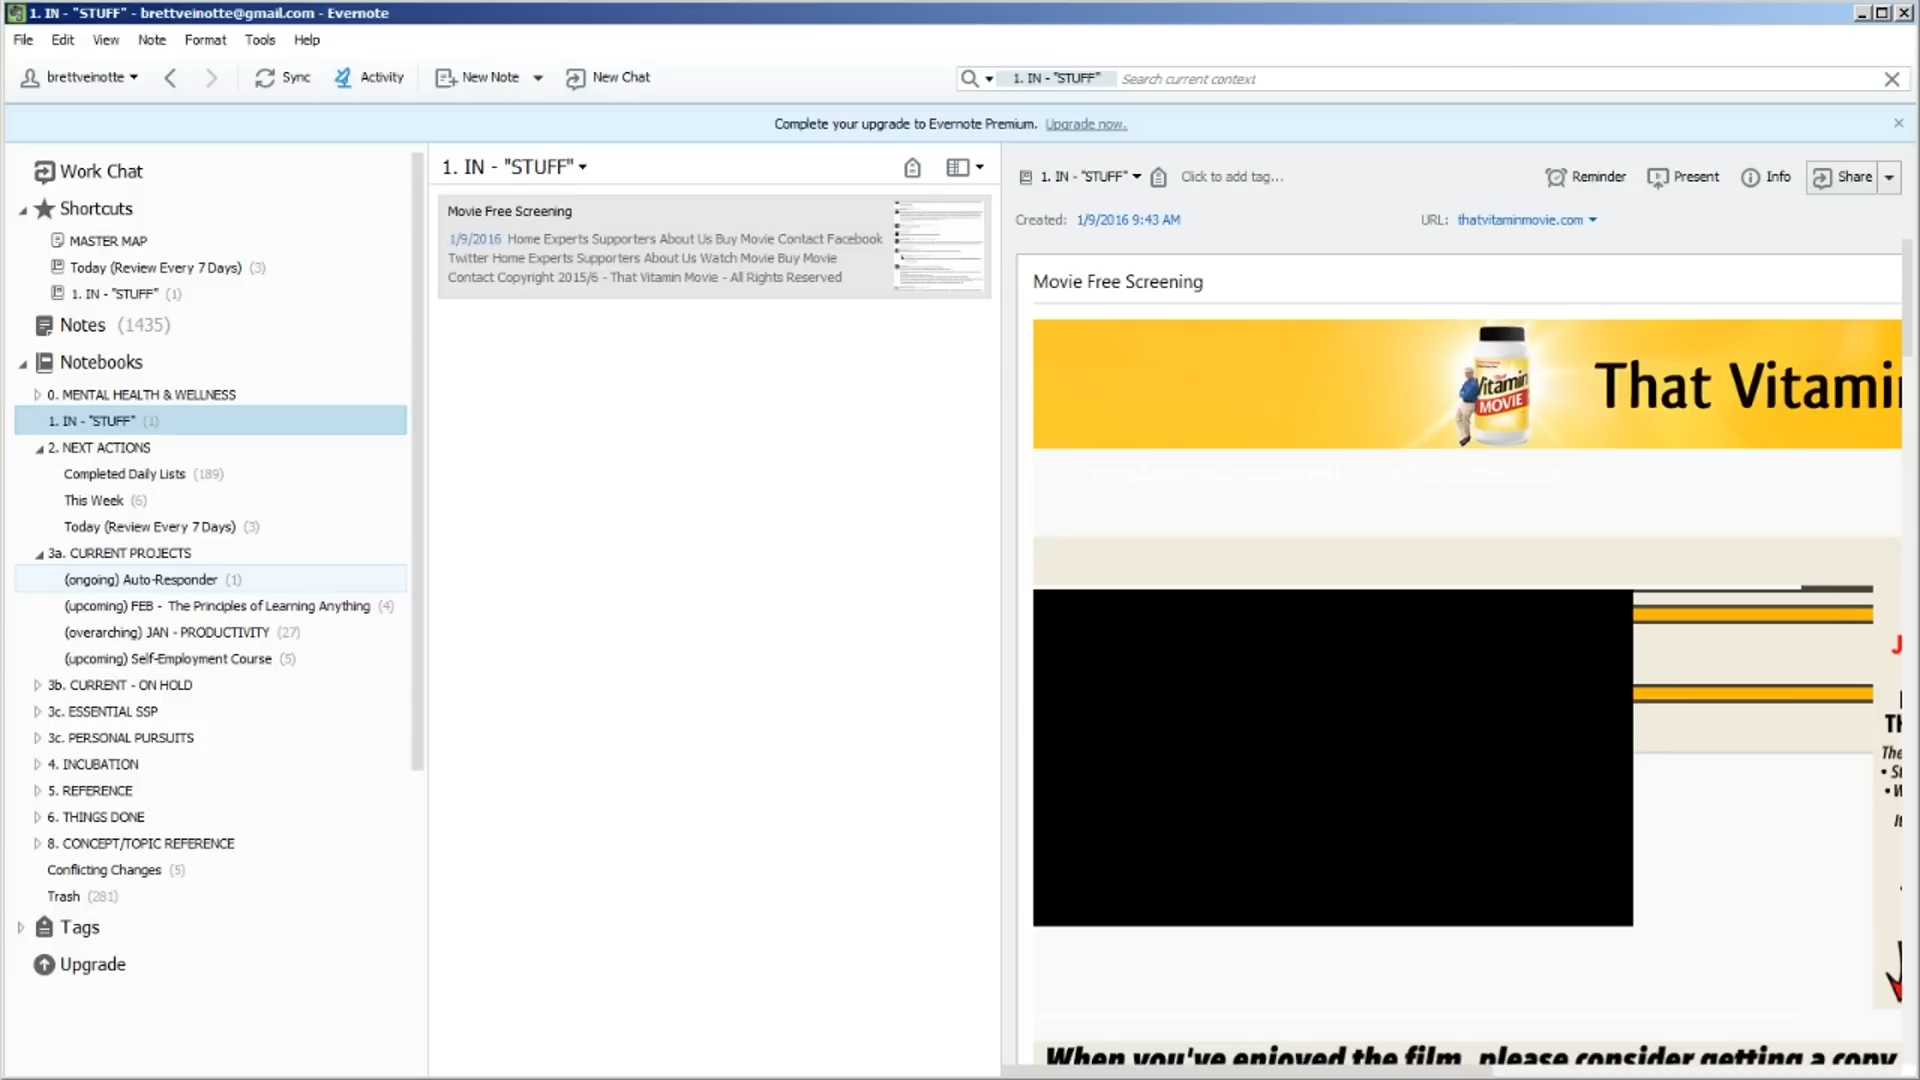 1. IN - "STUFF" - brettveinotte@gmail.com - Evernote
File Edit View Note Format Tools Help
brettveinotte Sync Activity New Note New Chat 1. IN - "STUFF" Search current context
Complete your upgrade to Evernote Premium. Upgrade now.
Work Chat
Shortcuts
MASTER MAP
Today (Review Every 7 Days) (3)
1. IN - "STUFF" (1)
Notes (1435)
Notebooks
0. MENTAL HEALTH & WELLNESS
1. IN - "STUFF" (1)
2. NEXT ACTIONS
Completed Daily Lists (189)
This Week (6)
Today (Review Every 7 Days) (3)
3a. CURRENT PROJECTS
(ongoing) Auto-Responder (1)
(upcoming) FEB - The Principles of Learning Anything (4)
(overarching) JAN - PRODUCTIVITY (27)
(upcoming) Self-Employment Course (5)
3b. CURRENT - ON HOLD
3c. ESSENTIAL SSP
3c. PERSONAL PURSUITS
4. INCUBATION
5. REFERENCE
6. THINGS DONE
8. CONCEPT/TOPIC REFERENCE
Conflicting Changes (5)
Trash (281)
Tags
Upgrade
1. IN - "STUFF"
Movie Free Screening
1/9/2016 Home Experts Supporters About Us Buy Movie Contact Facebook
Twitter Home Experts Supporters About Us Watch Movie Buy Movie
Contact Copyright 2015/6 - That Vitamin Movie - All Rights Reserved
1. IN - "STUFF" Click to add tag... Reminder Present Info Share
Created: 1/9/2016 9:43 AM URL: thatvitaminmovie.com
Movie Free Screening
Vitamin
MOVIE
That Vitami
J
TH
The
• St
• W
It
When you've enjoyed the film, please consider getting a copy